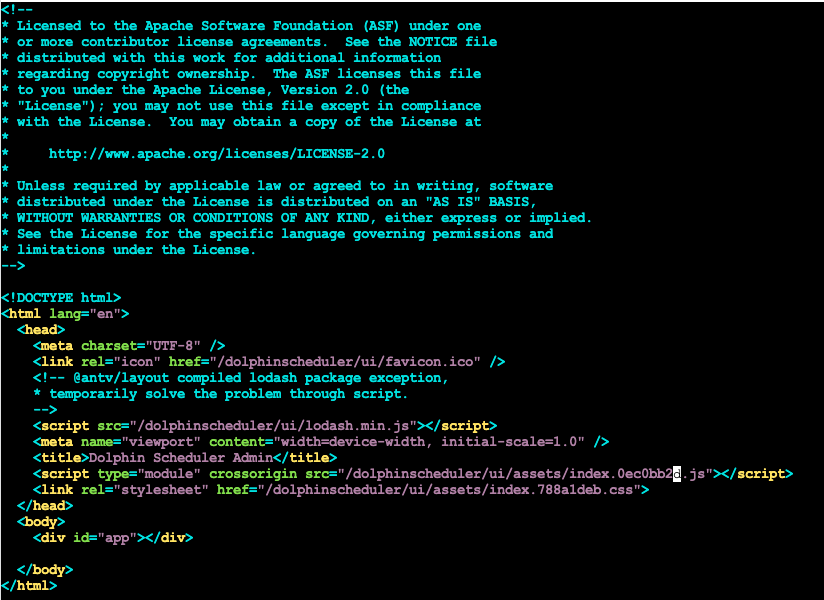 <!--
* Licensed to the Apache Software Foundation (ASF) under one
* or more contributor license agreements.  See the NOTICE file
* distributed with this work for additional information
* regarding copyright ownership.  The ASF licenses this file
* to you under the Apache License, Version 2.0 (the
* "License"); you may not use this file except in compliance
* with the License.  You may obtain a copy of the License at
*
*     http://www.apache.org/licenses/LICENSE-2.0
*
* Unless required by applicable law or agreed to in writing, software
* distributed under the License is distributed on an "AS IS" BASIS,
* WITHOUT WARRANTIES OR CONDITIONS OF ANY KIND, either express or implied.
* See the License for the specific language governing permissions and
* limitations under the License.
-->

<!DOCTYPE html>
<html lang="en">
  <head>
    <meta charset="UTF-8" />
    <link rel="icon" href="/dolphinscheduler/ui/favicon.ico" />
    <!-- @antv/layout compiled lodash package exception,
    * temporarily solve the problem through script.
    -->
    <script src="/dolphinscheduler/ui/lodash.min.js"></script>
    <meta name="viewport" content="width=device-width, initial-scale=1.0" />
    <title>Dolphin Scheduler Admin</title>
    <script type="module" crossorigin src="/dolphinscheduler/ui/assets/index.0ec0bb2d.js"></script>
    <link rel="stylesheet" href="/dolphinscheduler/ui/assets/index.788a1deb.css">
  </head>
  <body>
    <div id="app"></div>

  </body>
</html>